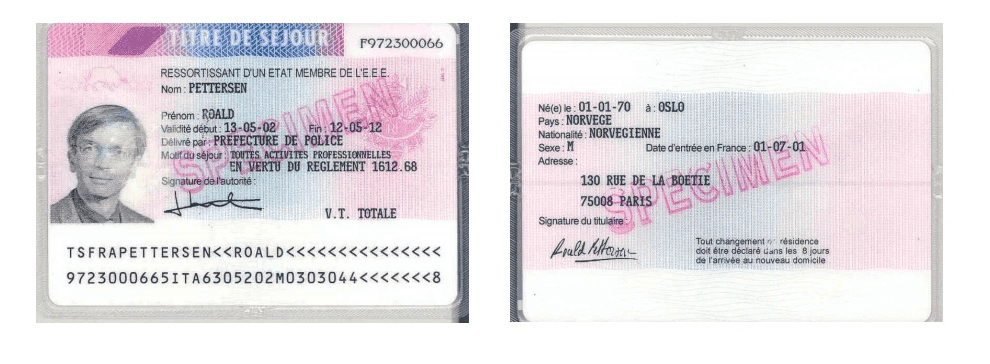 TITRE DE SÉJOUR F972300066
RESSORTISSANT D'UN ETAT MEMBRE DE L'E.E.E.
Nom : PETTERSEN
Prénom : ROALD
Validité début : 13-05-02 Fin : 12-05-12
Délivré par : PREFECTURE DE POLICE
Motif du séjour : TOUTES ACTIVITES PROFESSIONNELLES
EN VERTU DU REGLEMENT 1612.68
Signature de l'autorité :
V.T. TOTALE
SPECIMEN
TSFRAPETTERSEN<<ROALD<<<<<<<<<<<<<<<
9723000665ITA6305202M0303044<<<<<<<8
Né(e) le : 01-01-70 à : OSLO
Pays : NORVEGE
Nationalité : NORVEGIENNE
Sexe : M Date d'entrée en France : 01-07-01
Adresse :
130 RUE DE LA BOETIE
75008 PARIS
SPECIMEN
Signature du titulaire :
Roald Pettersen
Tout changement de résidence
doit être déclaré dans les 8 jours
de l'arrivée au nouveau domicile